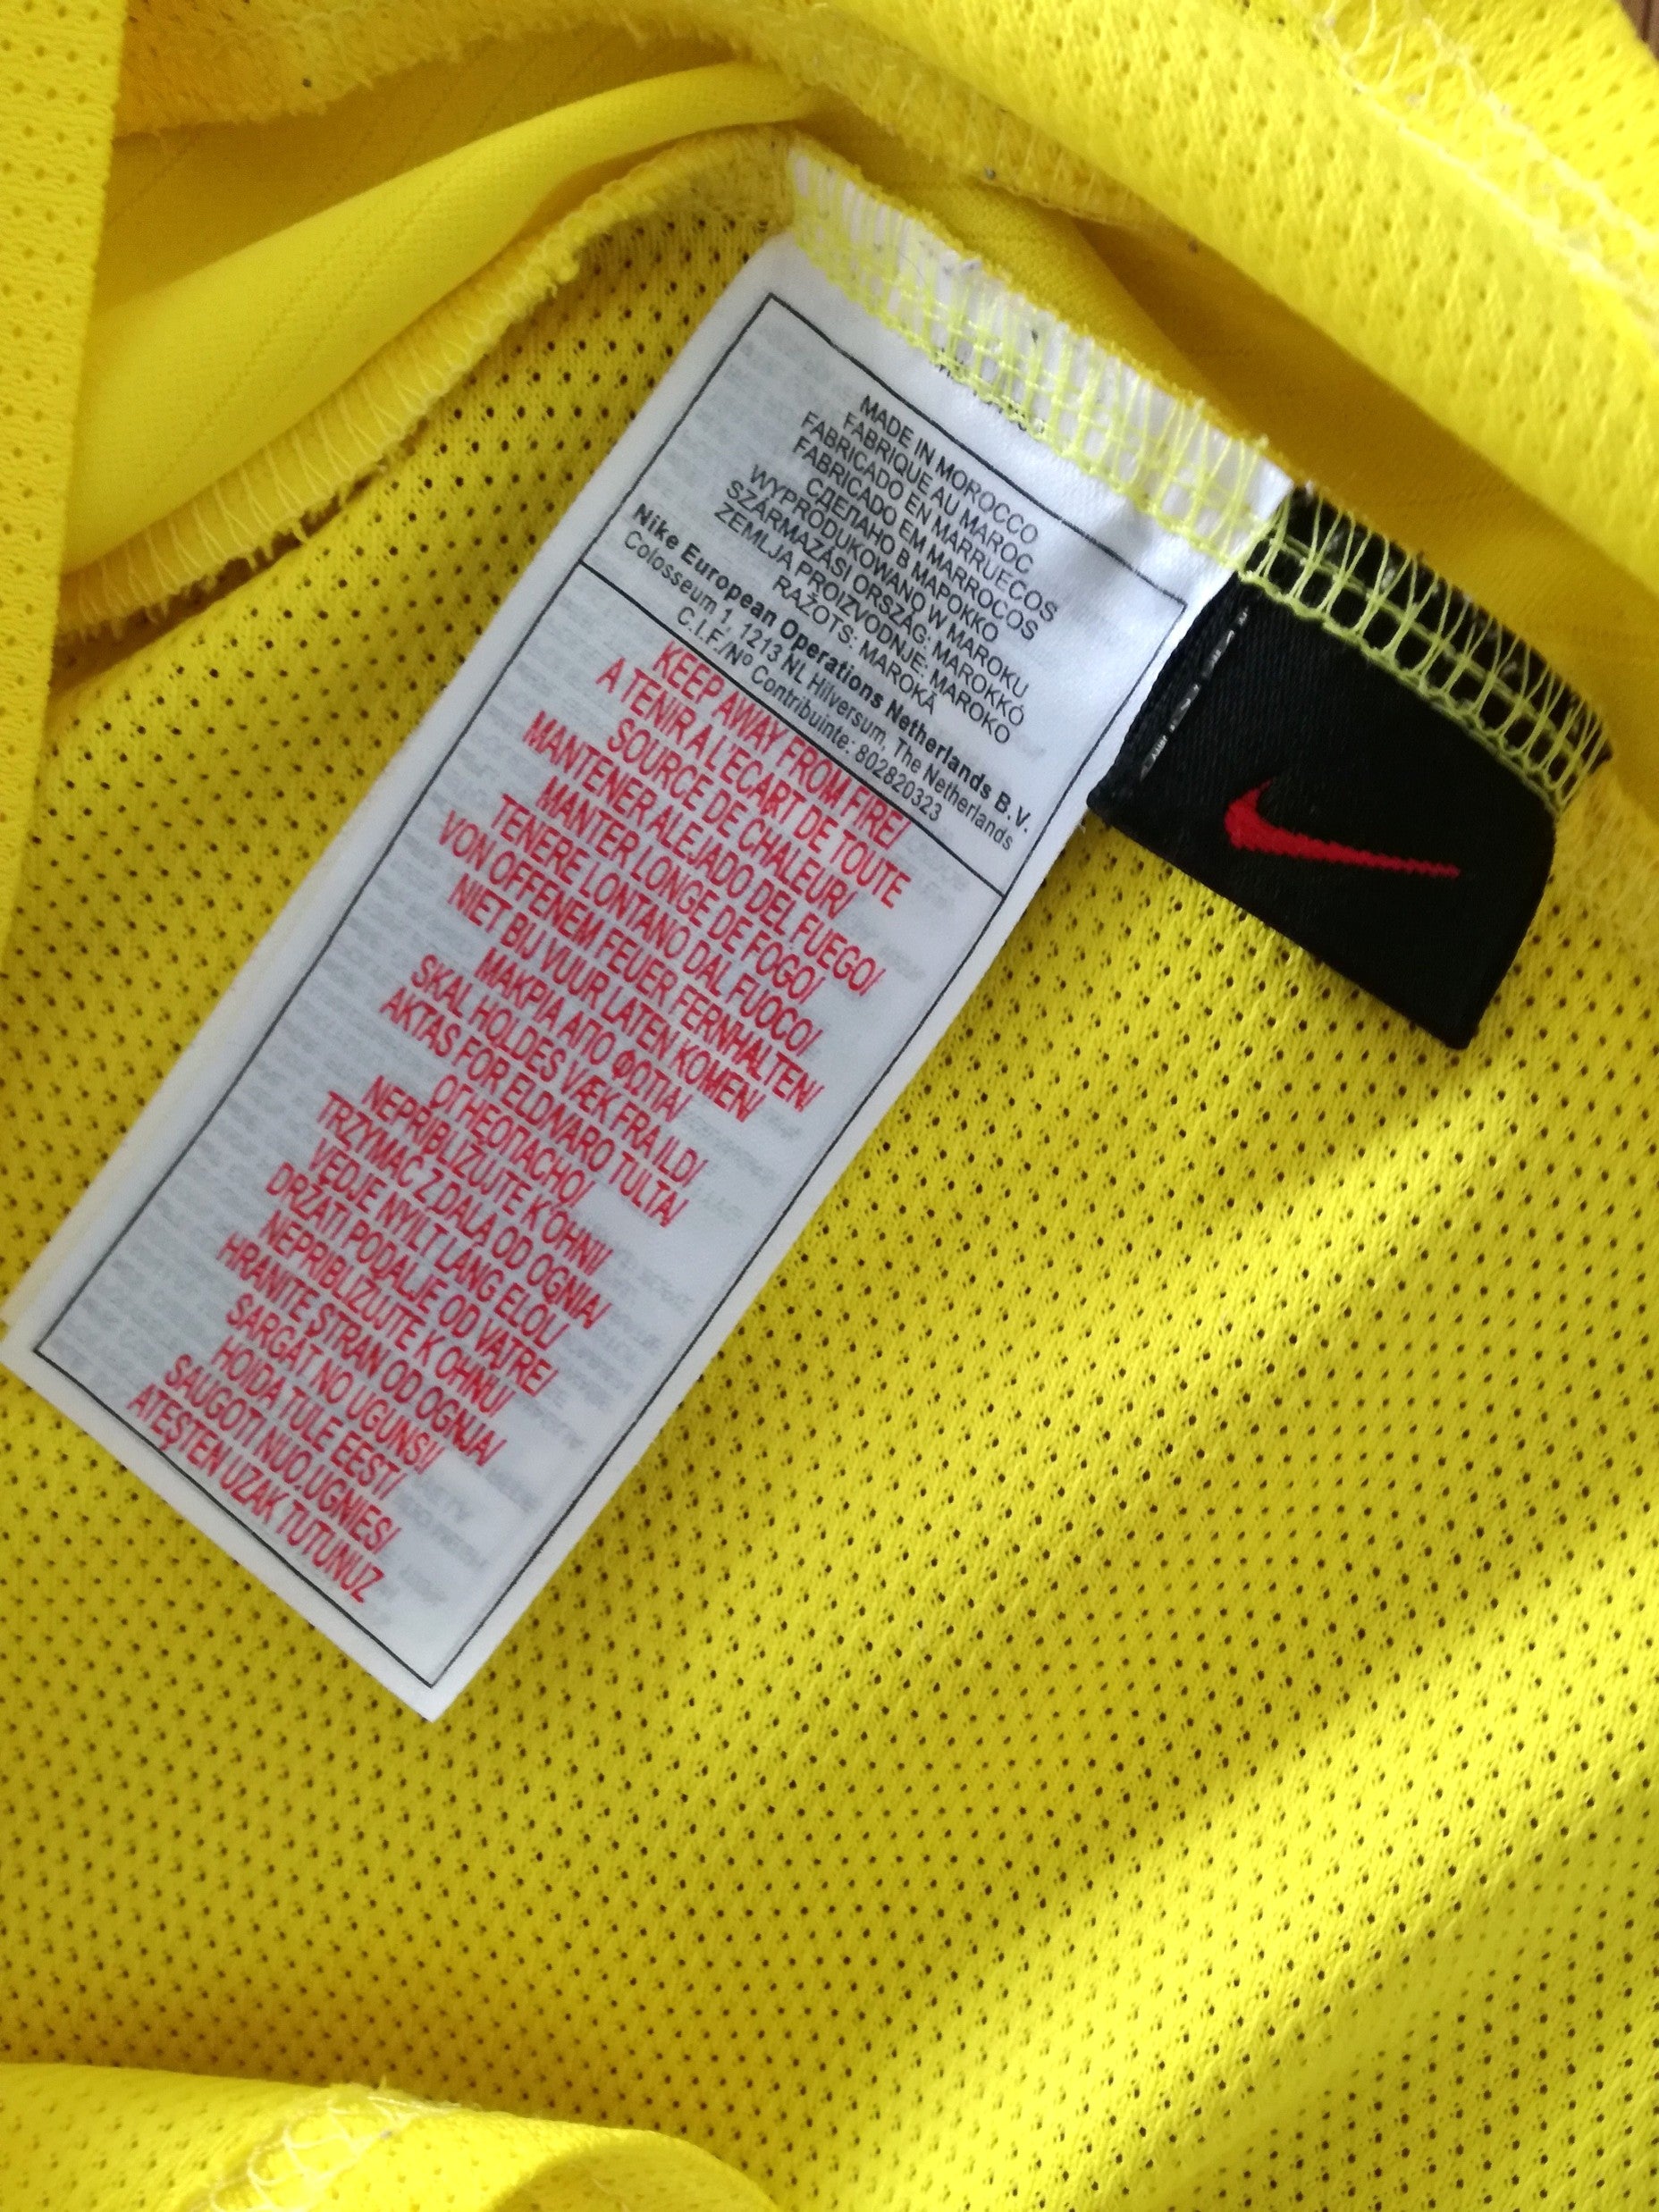 MADE IN MOROCCO
FABRIQUE AU MAROC
FABRICADO EN MARRUECOS
FABRICADO EM MARROCOS
СДЕЛАНО В МАРОККО
WYPRODUKOWANO W MAROKU
SZÁRMAZÁSI ORSZÁG: MAROKKÓ
ZEMLJA PROIZVODNJE: MAROKO
RAŽOTS: MAROKĀ
Nike European Operations Netherlands B.V.
Colosseum 1, 1213 NL Hilversum, The Netherlands
C.I.F./Nº Contribuinte: 802820323
KEEP AWAY FROM FIRE/
A TENIR A L'ECART DE TOUTE
SOURCE DE CHALEUR/
MANTENER ALEJADO DEL FUEGO/
MANTER LONGE DE FOGO/
TENERE LONTANO DAL FUOCO/
VON OFFENEM FEUER FERNHALTEN/
NIET BIJ VUUR LATEN KOMEN/
ΜΑΚΡΙΑ ΑΠΟ ΦΩΤΙΑ/
SKAL HOLDES VÆK FRA ILD/
AKTAS FOR ELDNARO TULTA/
ОГНЕОПАСНО/
NEPRIBLIZUJTE K'OHNI/
TRZYMAC Z DALA OD OGNIA/
VEDJE NYILT LANG ELÖL/
DRŽATI PODALJE OD VATRE/
NEPRIBLIŽUJTE K OHNU/
HRANITE STRAN OD OGNJA/
SARGĀT NO UGUNS!/
HOIDA TULE EEST/
SAUGOTI NUO.UGNIES/
ATEŞTEN UZAK TUTUNUZ